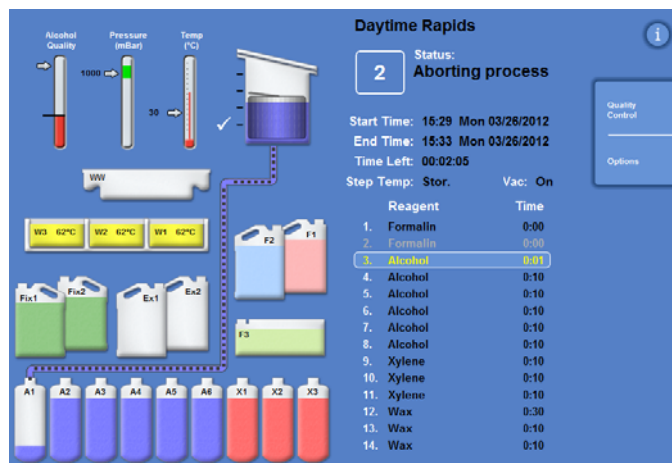 Daytime Rapids
i
Alcohol Quality
Pressure (mBar)
Temp (°C)
1000
50
2
Status:
Aborting process
Start Time: 15:29 Mon 03/26/2012
End Time: 15:33 Mon 03/26/2012
Time Left: 00:02:05
Step Temp: Stor. Vac: On
Quality Control
Options
Reagent Time
1. Formalin 0:00
2. Formalin 0:00
3. Alcohol 0:01
4. Alcohol 0:10
5. Alcohol 0:10
6. Alcohol 0:10
7. Alcohol 0:10
8. Alcohol 0:10
9. Xylene 0:10
10. Xylene 0:10
11. Xylene 0:10
12. Wax 0:30
13. Wax 0:10
14. Wax 0:10
WW
W3 62°C W2 62°C W1 62°C
F2 F1
Fix1 Fix2 Ex1 Ex2
F3
A1 A2 A3 A4 A5 A6 X1 X2 X3